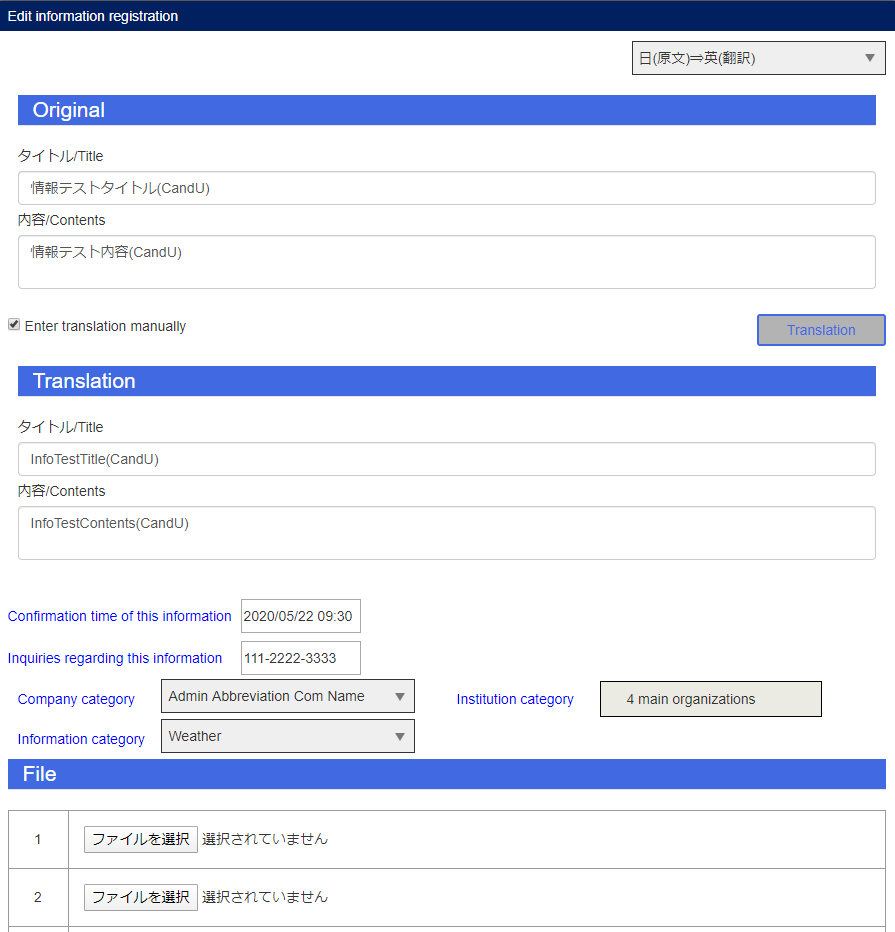 Edit information registration
日(原文)⇒英(翻訳)
Original
タイトル/Title
情報テストタイトル(CandU)
内容/Contents
情報テスト内容(CandU)
Enter translation manually
Translation
Translation
タイトル/Title
InfoTestTitle(CandU)
内容/Contents
InfoTestContents(CandU)
Confirmation time of this information 2020/05/22 09:30
Inquiries regarding this information 111-2222-3333
Company category Admin Abbreviation Com Name Institution category 4 main organizations
Information category Weather
File
1 ファイルを選択 選択されていません
2 ファイルを選択 選択されていません